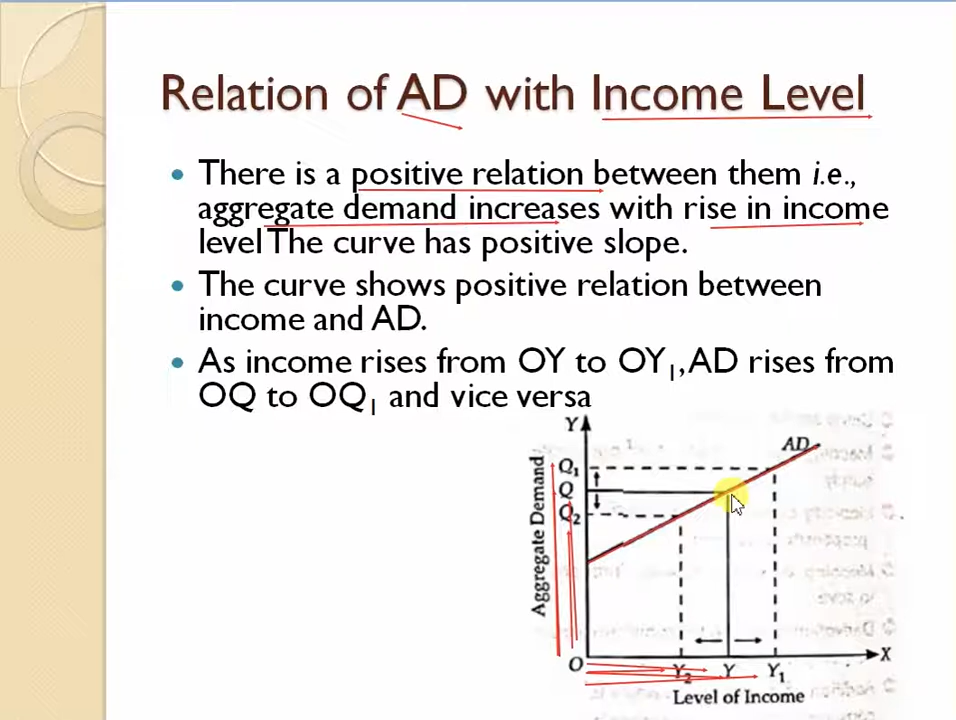 Relation of AD with Income Level
There is a positive relation between them i.e.,
aggregate demand increases with rise in income
level The curve has positive slope.
The curve shows positive relation between
income and AD.
As income rises from OY to OY₁, AD rises from
OQ to OQ₁ and vice versa
Y
AD
Q₁
Q
Q₂
Aggregate Demand
O
Y₂ Y Y₁
X
Level of Income